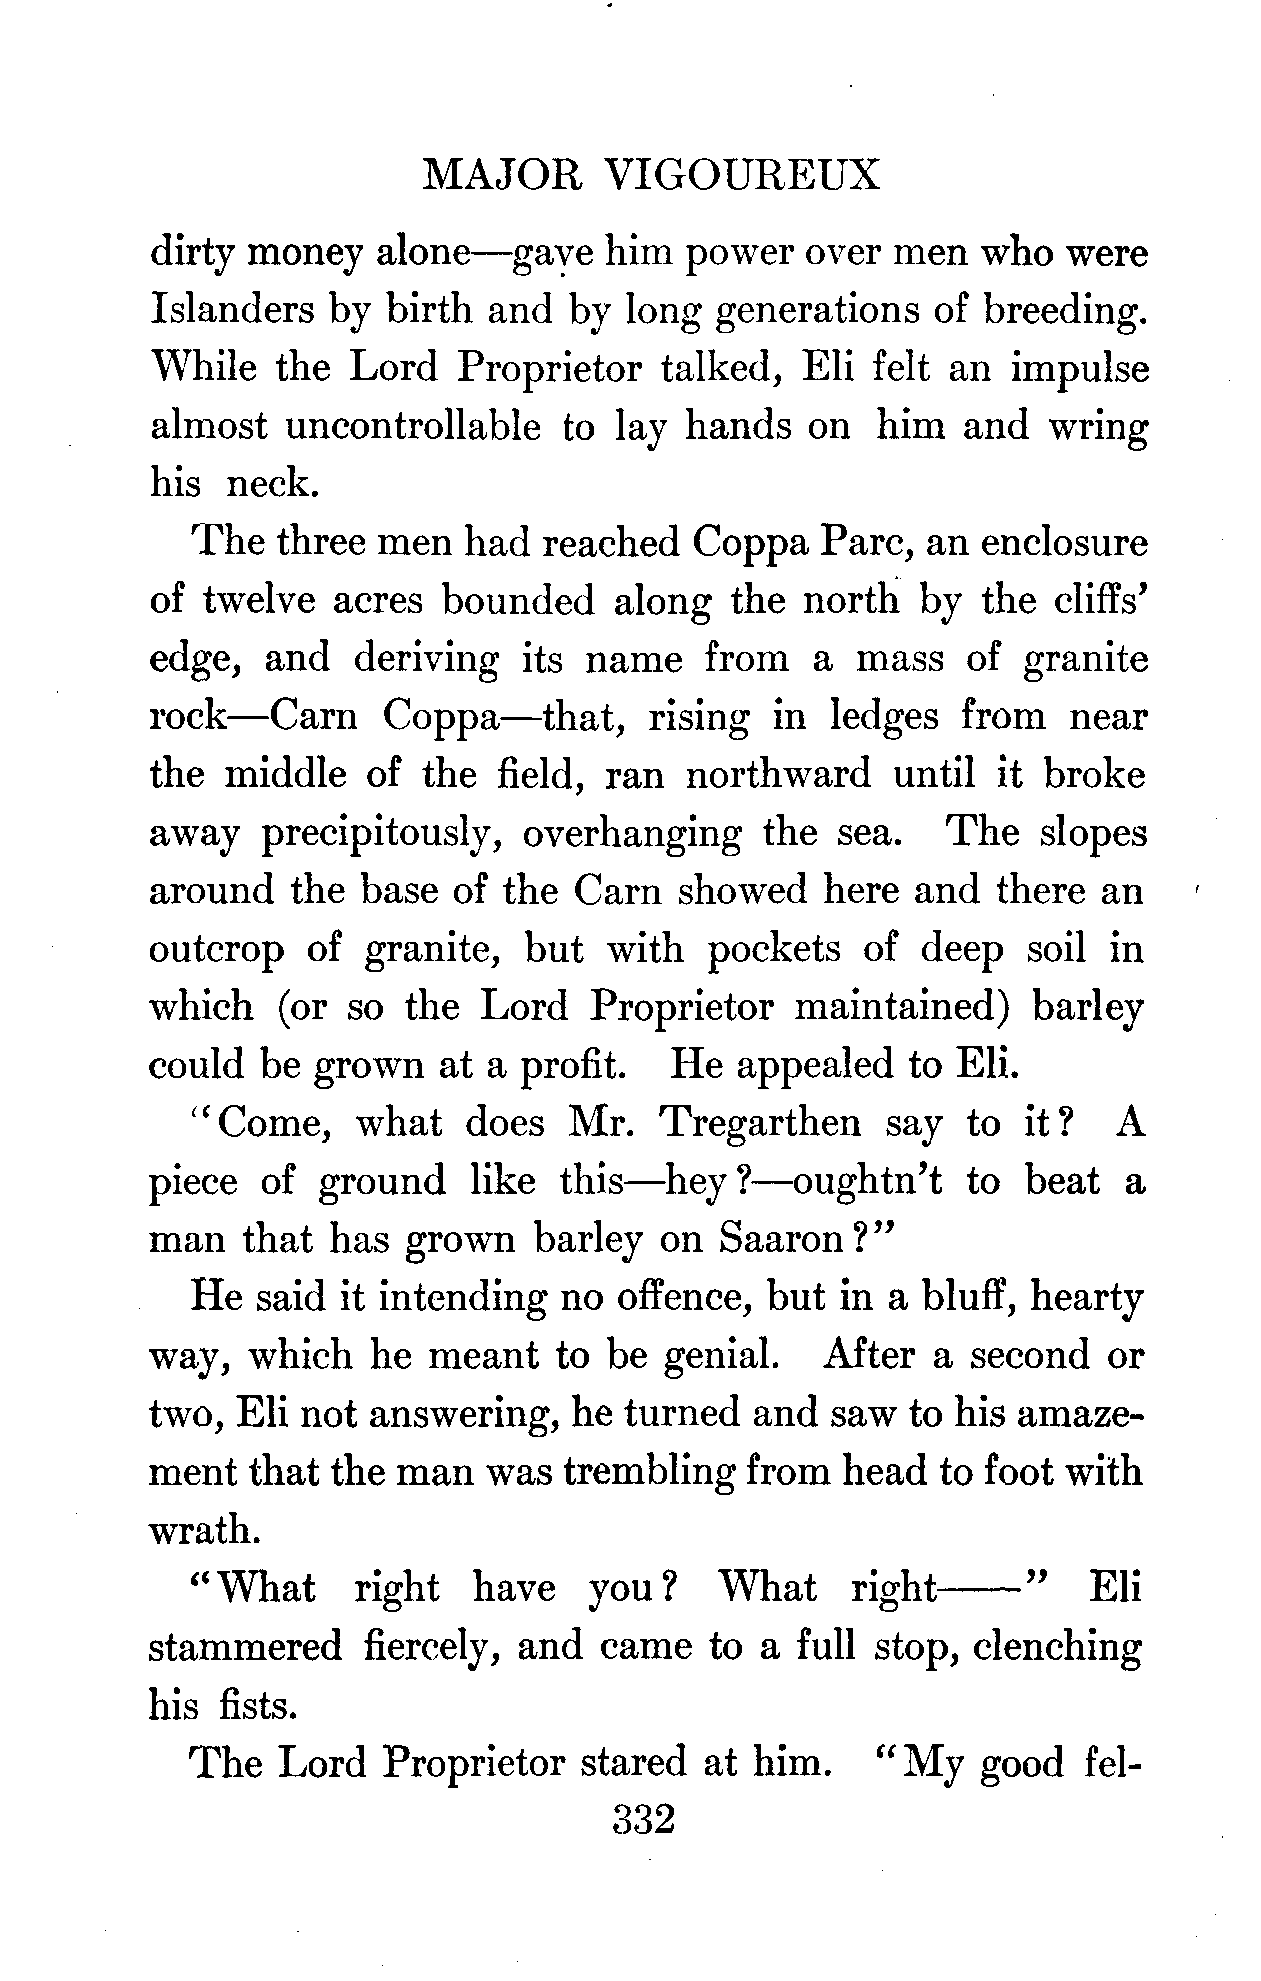 MAJOR VIGOUREUX
dirty money alone—gave him power over men who were
Islanders by birth and by long generations of breeding.
While the Lord Proprietor talked, Eli felt an impulse
almost uncontrollable to lay hands on him and wring
his neck.
The three men had reached Coppa Parc, an enclosure
of twelve acres bounded along the north by the cliffs'
edge, and deriving its name from a mass of granite
rock—Carn Coppa—that, rising in ledges from near
the middle of the field, ran northward until it broke
away precipitously, overhanging the sea. The slopes
around the base of the Carn showed here and there an
outcrop of granite, but with pockets of deep soil in
which (or so the Lord Proprietor maintained) barley
could be grown at a profit. He appealed to Eli.
"Come, what does Mr. Tregarthen say to it? A
piece of ground like this—hey?—oughtn't to beat a
man that has grown barley on Saaron?"
He said it intending no offence, but in a bluff, hearty
way, which he meant to be genial. After a second or
two, Eli not answering, he turned and saw to his amaze-
ment that the man was trembling from head to foot with
wrath.
"What right have you? What right——" Eli
stammered fiercely, and came to a full stop, clenching
his fists.
The Lord Proprietor stared at him. "My good fel-
332